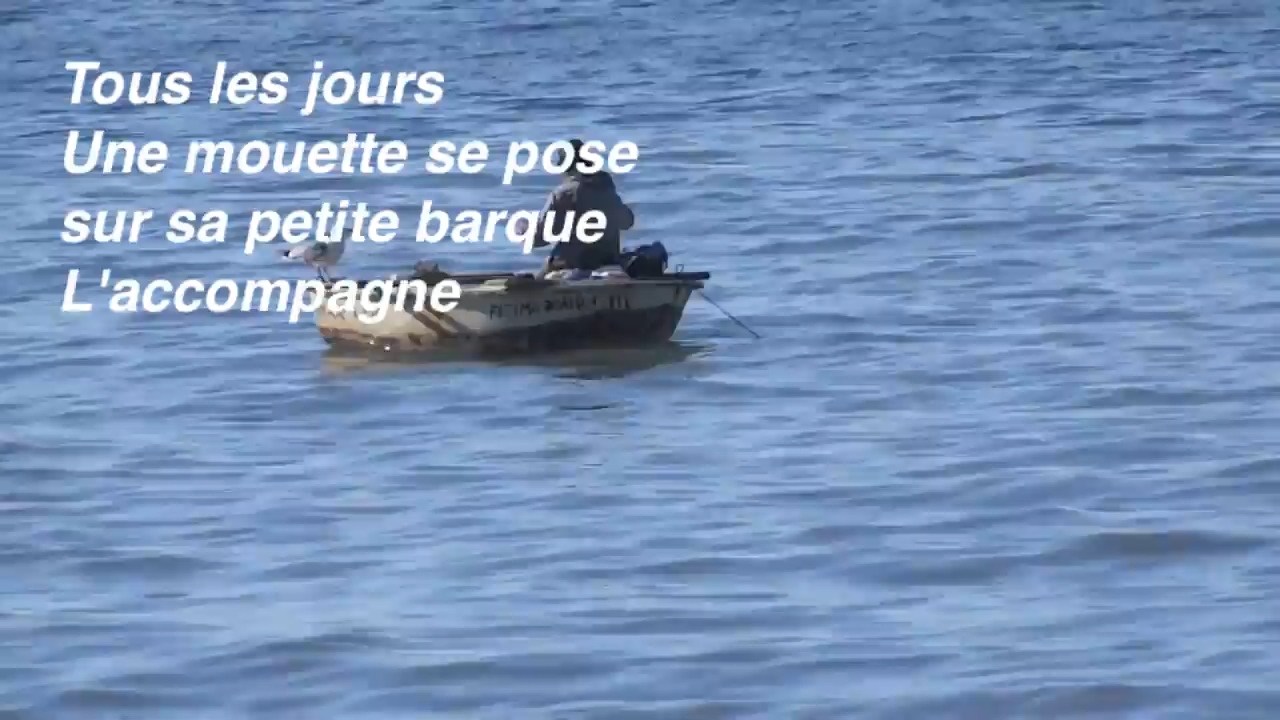 Tous les jours
Une mouette se pose
sur sa petite barque
L'accompagne